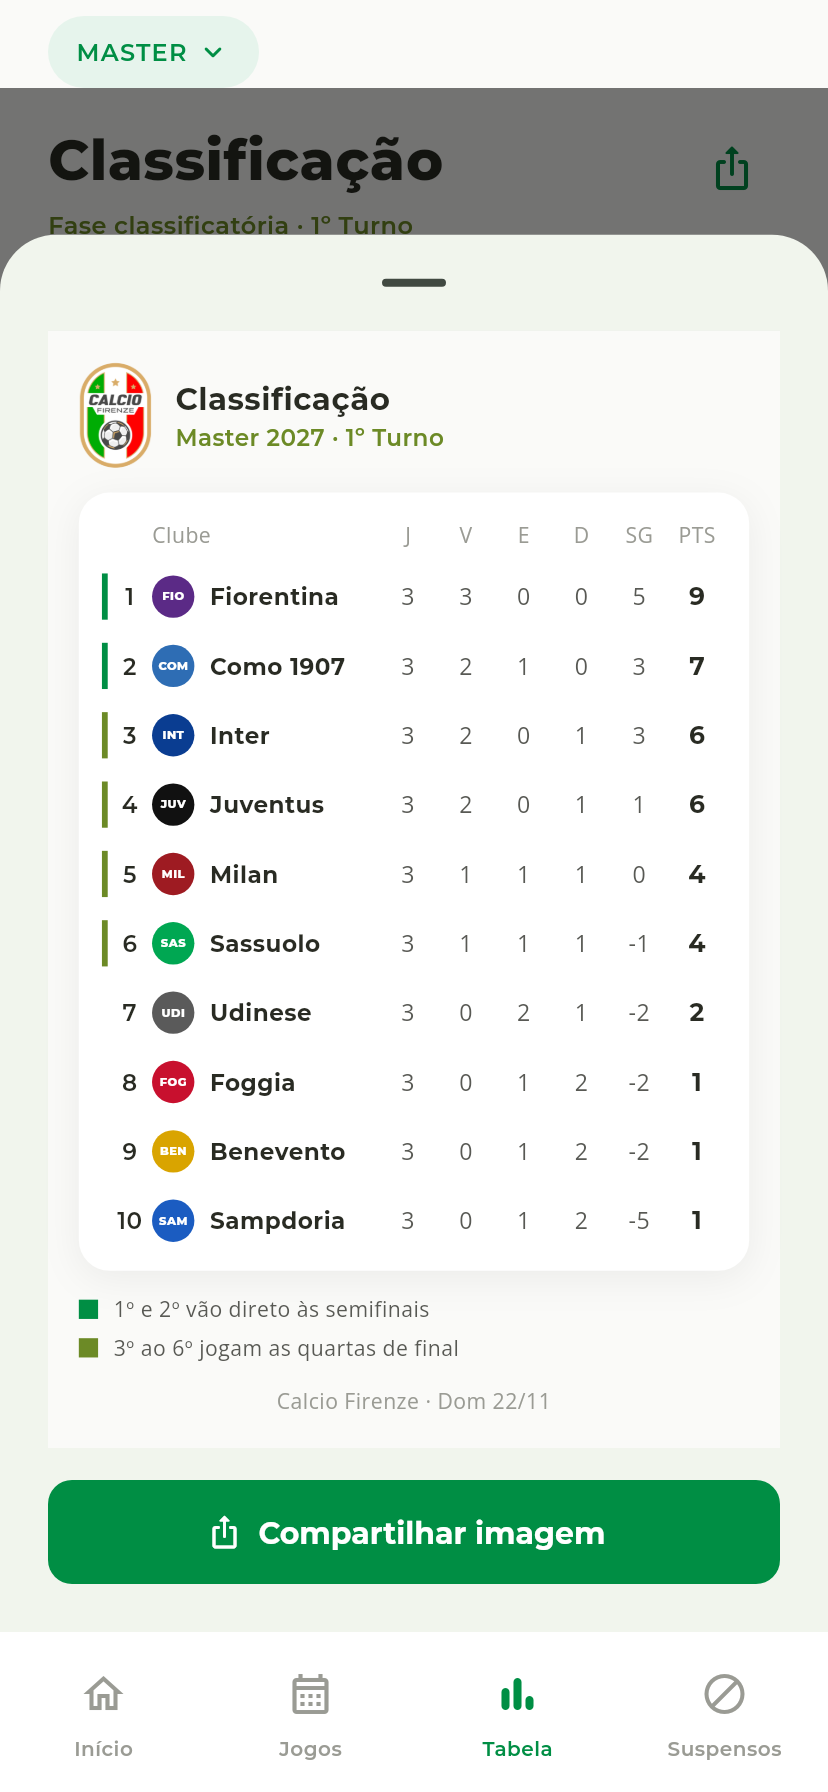 MASTER
Classificação
Fase classificatória · 1º Turno
CALCIO
FIRENZE
Classificação
Master 2027 · 1º Turno
Clube J V E D SG PTS
1 FIO Fiorentina 3 3 0 0 5 9
2 COM Como 1907 3 2 1 0 3 7
3 INT Inter 3 2 0 1 3 6
4 JUV Juventus 3 2 0 1 1 6
5 MIL Milan 3 1 1 1 0 4
6 SAS Sassuolo 3 1 1 1 -1 4
7 UDI Udinese 3 0 2 1 -2 2
8 FOG Foggia 3 0 1 2 -2 1
9 BEN Benevento 3 0 1 2 -2 1
10 SAM Sampdoria 3 0 1 2 -5 1
1º e 2º vão direto às semifinais
3º ao 6º jogam as quartas de final
Calcio Firenze · Dom 22/11
Compartilhar imagem
Início Jogos Tabela Suspensos